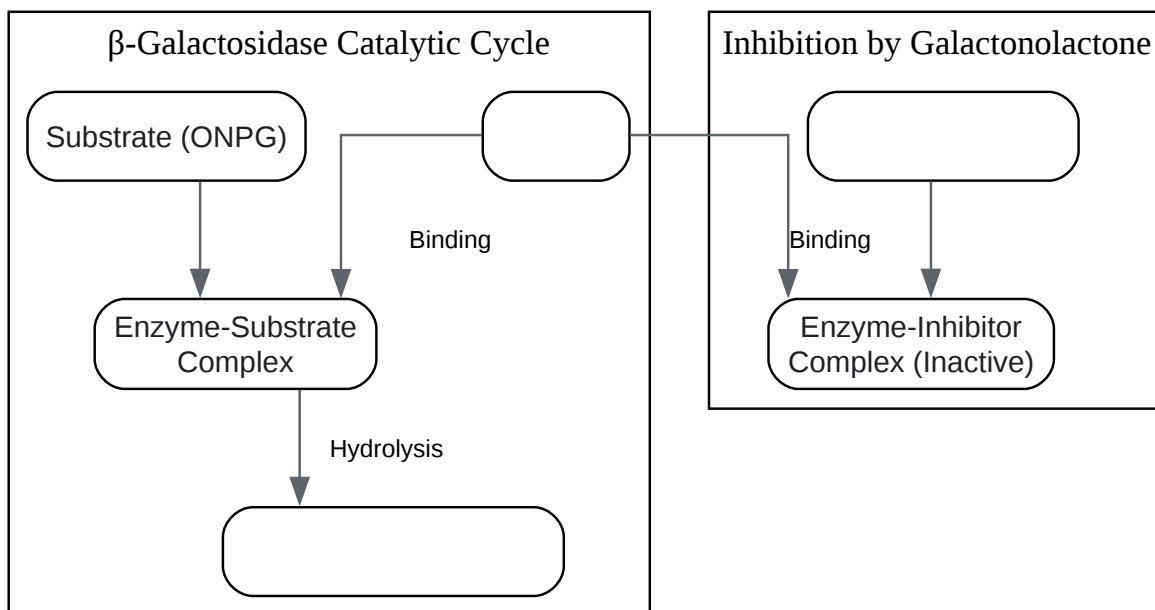 β-Galactosidase Catalytic Cycle
Inhibition by Galactonolactone
Substrate (ONPG)
Binding
Binding
Enzyme-Substrate
Complex
Enzyme-Inhibitor
Complex (Inactive)
Hydrolysis